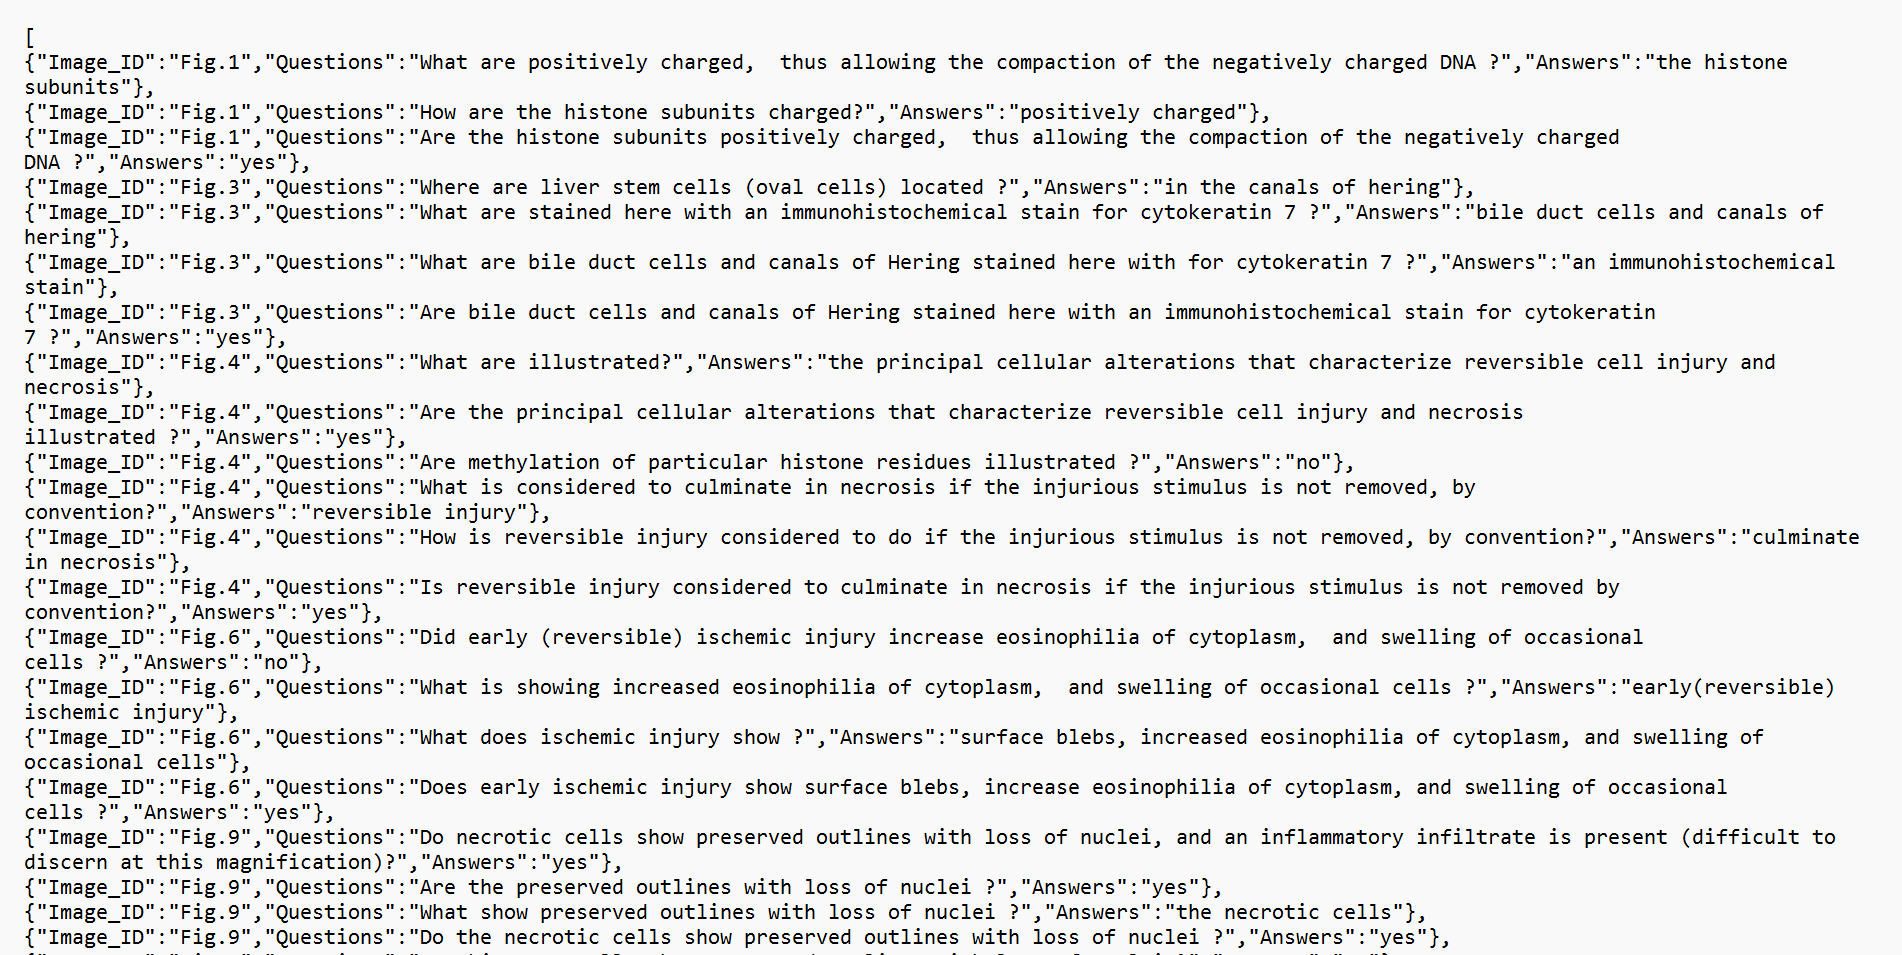 [
{"Image_ID":"Fig.1","Questions":"What are positively charged,  thus allowing the compaction of the negatively charged DNA ?","Answers":"the histone
subunits"},
{"Image_ID":"Fig.1","Questions":"How are the histone subunits charged?","Answers":"positively charged"},
{"Image_ID":"Fig.1","Questions":"Are the histone subunits positively charged,  thus allowing the compaction of the negatively charged
DNA ?","Answers":"yes"},
{"Image_ID":"Fig.3","Questions":"Where are liver stem cells (oval cells) located ?","Answers":"in the canals of hering"},
{"Image_ID":"Fig.3","Questions":"What are stained here with an immunohistochemical stain for cytokeratin 7 ?","Answers":"bile duct cells and canals of
hering"},
{"Image_ID":"Fig.3","Questions":"What are bile duct cells and canals of Hering stained here with for cytokeratin 7 ?","Answers":"an immunohistochemical
stain"},
{"Image_ID":"Fig.3","Questions":"Are bile duct cells and canals of Hering stained here with an immunohistochemical stain for cytokeratin
7 ?","Answers":"yes"},
{"Image_ID":"Fig.4","Questions":"What are illustrated?","Answers":"the principal cellular alterations that characterize reversible cell injury and
necrosis"},
{"Image_ID":"Fig.4","Questions":"Are the principal cellular alterations that characterize reversible cell injury and necrosis
illustrated ?","Answers":"yes"},
{"Image_ID":"Fig.4","Questions":"Are methylation of particular histone residues illustrated ?","Answers":"no"},
{"Image_ID":"Fig.4","Questions":"What is considered to culminate in necrosis if the injurious stimulus is not removed, by
convention?","Answers":"reversible injury"},
{"Image_ID":"Fig.4","Questions":"How is reversible injury considered to do if the injurious stimulus is not removed, by convention?","Answers":"culminate
in necrosis"},
{"Image_ID":"Fig.4","Questions":"Is reversible injury considered to culminate in necrosis if the injurious stimulus is not removed by
convention?","Answers":"yes"},
{"Image_ID":"Fig.6","Questions":"Did early (reversible) ischemic injury increase eosinophilia of cytoplasm,  and swelling of occasional
cells ?","Answers":"no"},
{"Image_ID":"Fig.6","Questions":"What is showing increased eosinophilia of cytoplasm,  and swelling of occasional cells ?","Answers":"early(reversible)
ischemic injury"},
{"Image_ID":"Fig.6","Questions":"What does ischemic injury show ?","Answers":"surface blebs, increased eosinophilia of cytoplasm, and swelling of
occasional cells"},
{"Image_ID":"Fig.6","Questions":"Does early ischemic injury show surface blebs, increase eosinophilia of cytoplasm, and swelling of occasional
cells ?","Answers":"yes"},
{"Image_ID":"Fig.9","Questions":"Do necrotic cells show preserved outlines with loss of nuclei, and an inflammatory infiltrate is present (difficult to
discern at this magnification)?","Answers":"yes"},
{"Image_ID":"Fig.9","Questions":"Are the preserved outlines with loss of nuclei ?","Answers":"yes"},
{"Image_ID":"Fig.9","Questions":"What show preserved outlines with loss of nuclei ?","Answers":"the necrotic cells"},
{"Image_ID":"Fig.9","Questions":"Do the necrotic cells show preserved outlines with loss of nuclei ?","Answers":"yes"},